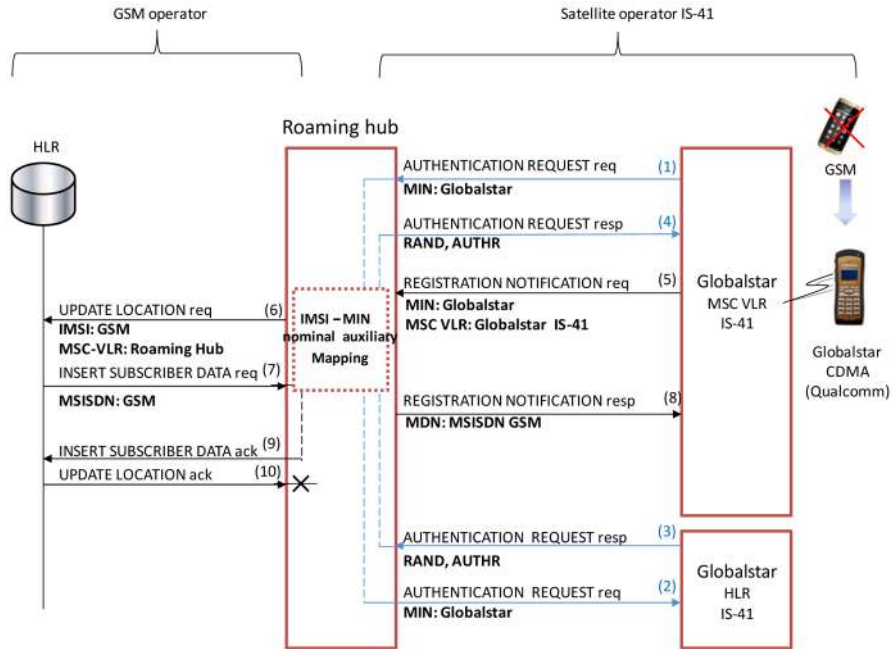 GSM operator
Satellite operator IS-41
Roaming hub
HLR
AUTHENTICATION REQUEST req (1)
MIN: Globalstar
GSM
AUTHENTICATION REQUEST resp (4)
RAND, AUTHR
REGISTRATION NOTIFICATION req (5)
MIN: Globalstar
MSC VLR: Globalstar IS-41
Globalstar
MSC VLR
IS-41
UPDATE LOCATION req (6)
IMSI: GSM
MSC-VLR: Roaming Hub
IMSI – MIN
nominal auxiliary
Mapping
INSERT SUBSCRIBER DATA req (7)
MSISDN: GSM
Globalstar
CDMA
(Qualcomm)
REGISTRATION NOTIFICATION resp (8)
MDN: MSISDN GSM
INSERT SUBSCRIBER DATA ack (9)
UPDATE LOCATION ack (10)
AUTHENTICATION REQUEST resp (3)
RAND, AUTHR
AUTHENTICATION REQUEST req (2)
MIN: Globalstar
Globalstar
HLR
IS-41